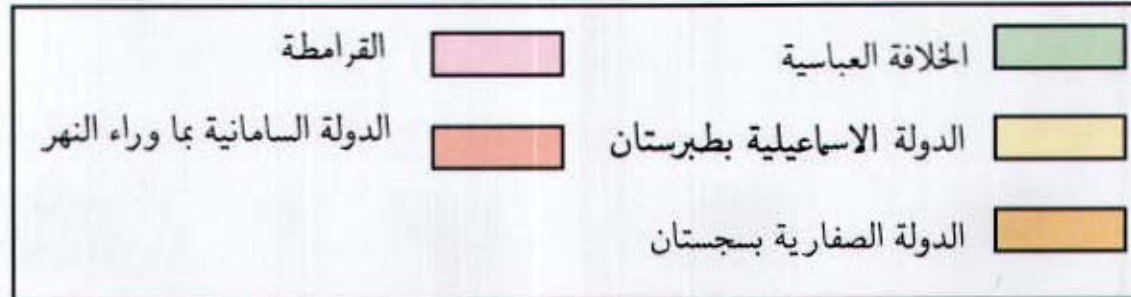 الخلافة العباسية
القرامطة
الدولة الاسماعيلية بطبرستان
الدولة السامانية بما وراء النهر
الدولة الصفارية بسجستان